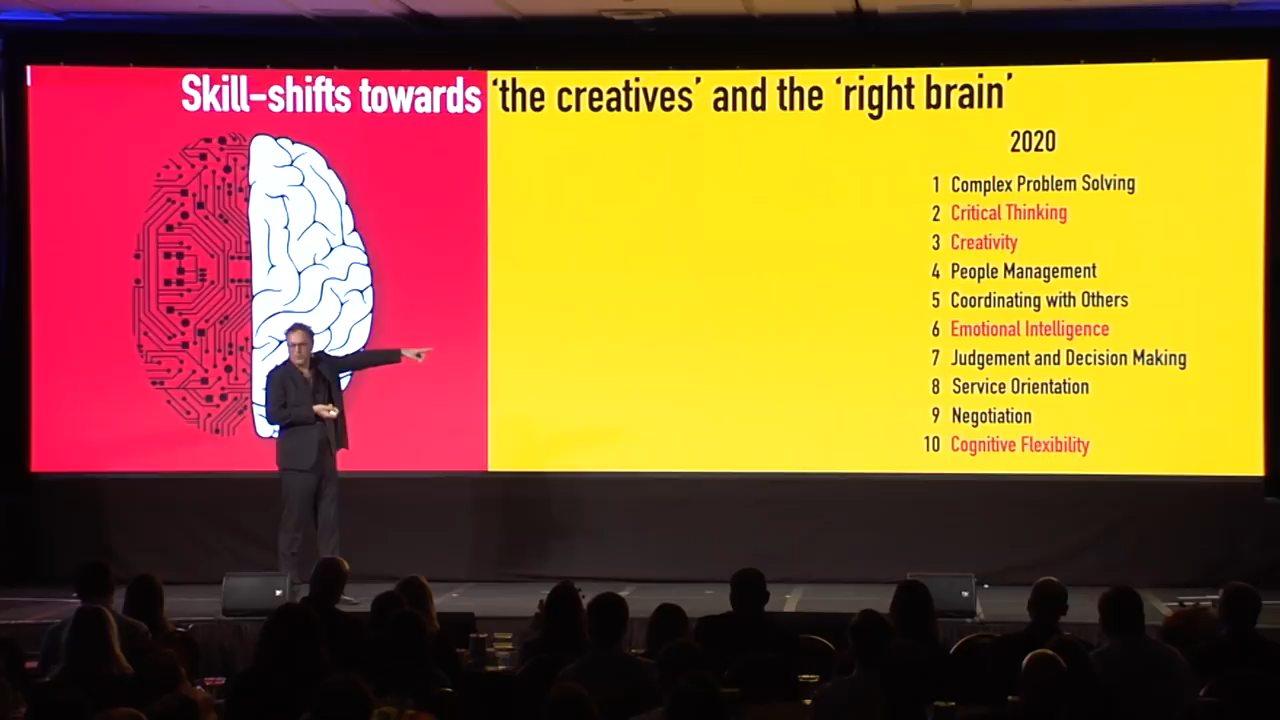 Skill-shifts towards 'the creatives' and the 'right brain'
2020
1 Complex Problem Solving
2 Critical Thinking
3 Creativity
4 People Management
5 Coordinating with Others
6 Emotional Intelligence
7 Judgement and Decision Making
8 Service Orientation
9 Negotiation
10 Cognitive Flexibility